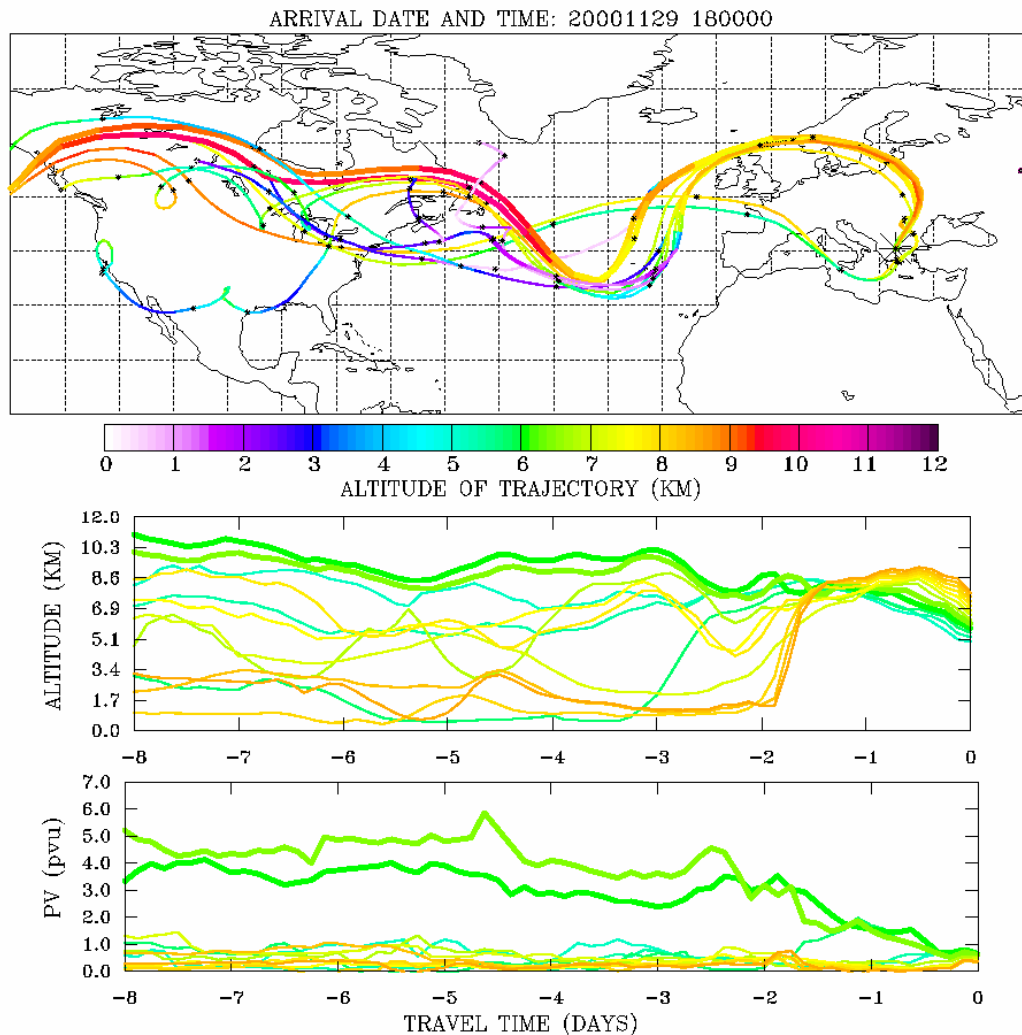 ARRIVAL DATE AND TIME: 20001129 180000
0 1 2 3 4 5 6 7 8 9 10 11 12
ALTITUDE OF TRAJECTORY (KM)
ALTITUDE (KM)
12.0
10.3
8.6
6.9
5.1
3.4
1.7
0.0
-8 -7 -6 -5 -4 -3 -2 -1 0
PV (pvu)
7.0
6.0
5.0
4.0
3.0
2.0
1.0
0.0
-8 -7 -6 -5 -4 -3 -2 -1 0
TRAVEL TIME (DAYS)